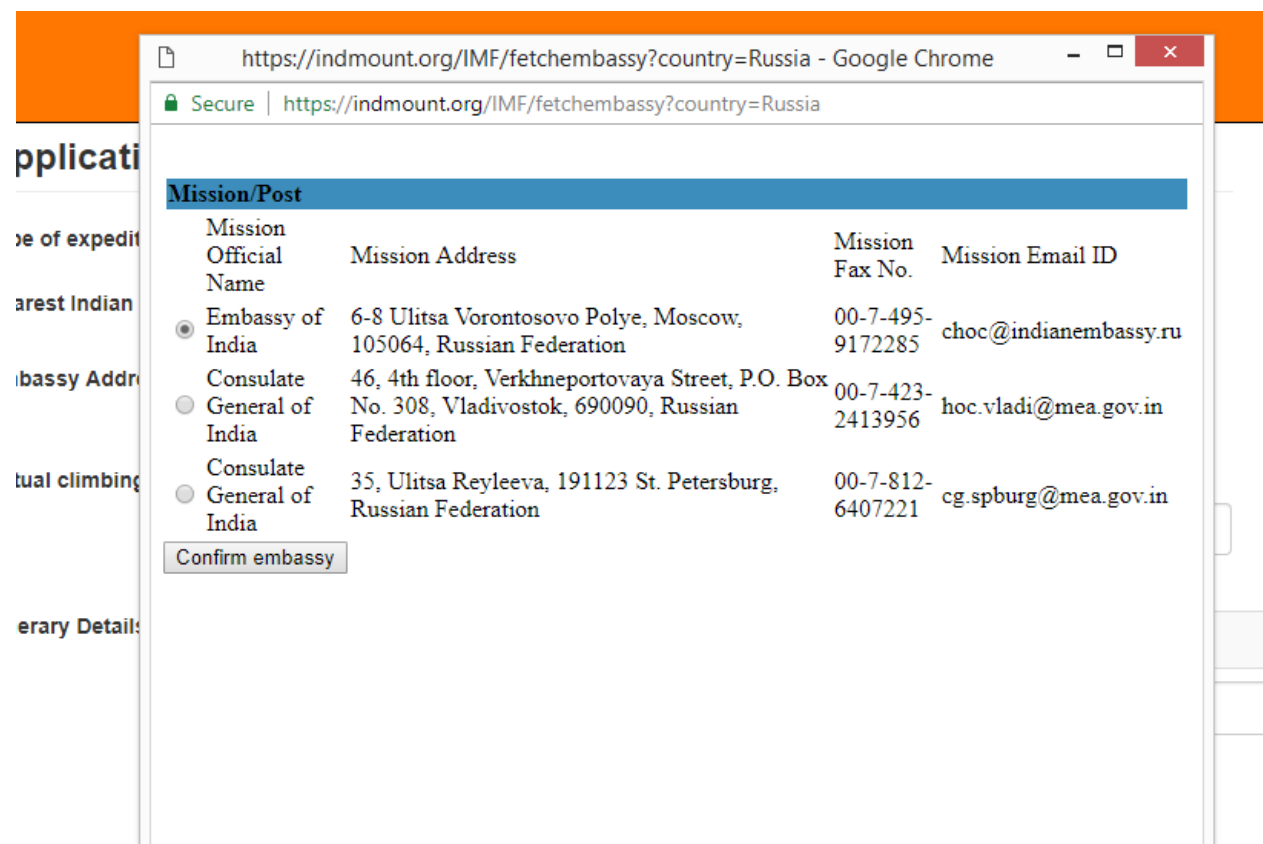 https://indmount.org/IMF/fetchembassy?country=Russia - Google Chrome
Secure | https://indmount.org/IMF/fetchembassy?country=Russia
pplicati
Mission/Post
Mission
Official
Name
Mission Address
Mission
Fax No.
Mission Email ID
Embassy of
India
6-8 Ulitsa Vorontosovo Polye, Moscow,
105064, Russian Federation
00-7-495-
9172285
choc@indianembassy.ru
Consulate
General of
India
46, 4th floor, Verkhneportovaya Street, P.O. Box
No. 308, Vladivostok, 690090, Russian
Federation
00-7-423-
2413956
hoc.vladi@mea.gov.in
Consulate
General of
India
35, Ulitsa Reyleeva, 191123 St. Petersburg,
Russian Federation
00-7-812-
6407221
cg.spburg@mea.gov.in
Confirm embassy
pe of expedit
arest Indian
bassy Addre
tual climbing
erary Details